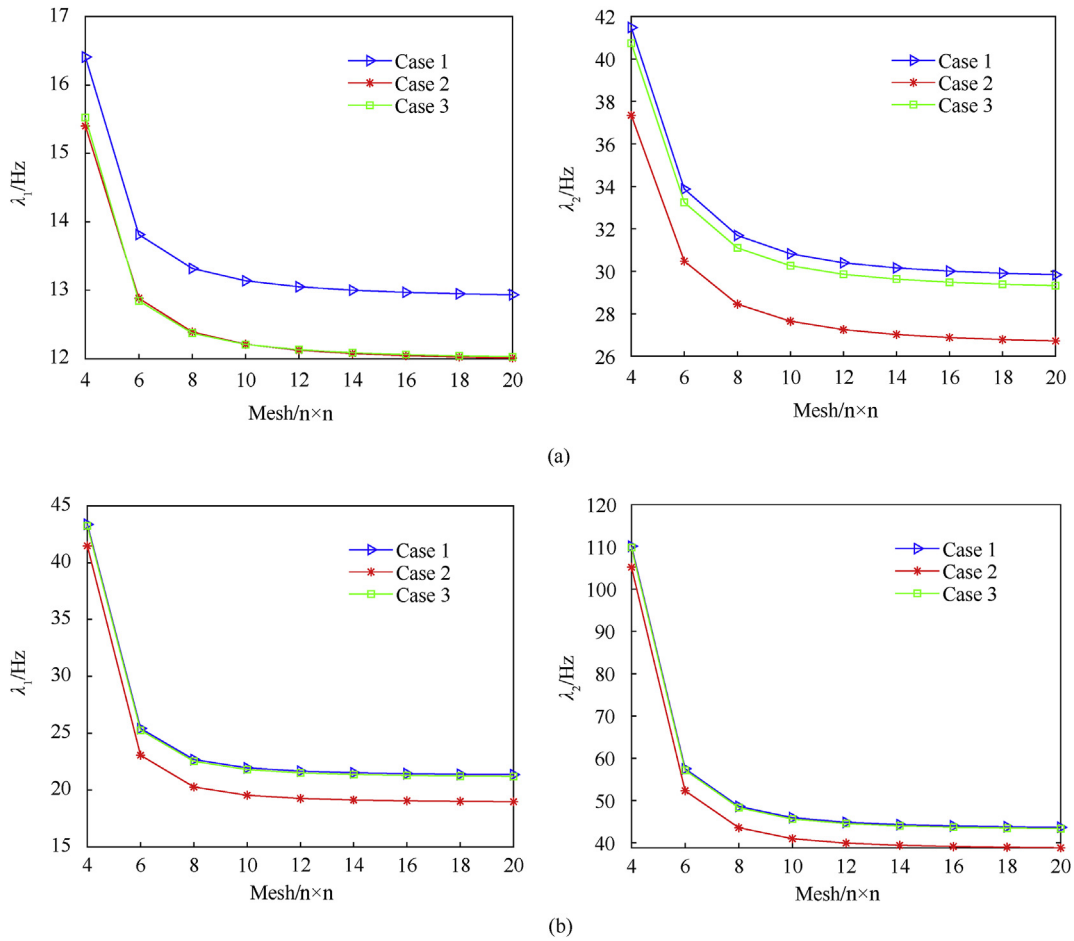 17
16
15
14
13
12
λ1/Hz
4 6 8 10 12 14 16 18 20
Mesh/n×n
Case 1
Case 2
Case 3
42
40
38
36
34
32
30
28
26
λ2/Hz
4 6 8 10 12 14 16 18 20
Mesh/n×n
Case 1
Case 2
Case 3
(a)
45
40
35
30
25
20
15
λ1/Hz
4 6 8 10 12 14 16 18 20
Mesh/n×n
Case 1
Case 2
Case 3
120
110
100
90
80
70
60
50
40
λ2/Hz
4 6 8 10 12 14 16 18 20
Mesh/n×n
Case 1
Case 2
Case 3
(b)